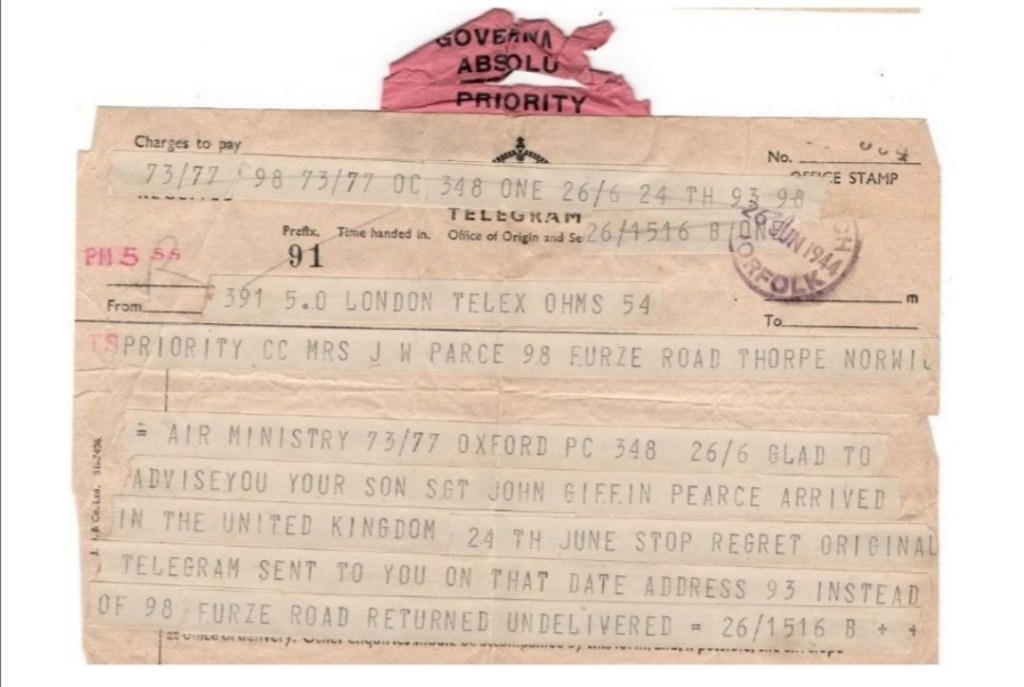 GOVERNA
ABSOLU
PRIORITY
Charges to pay
No.
OFFICE STAMP
73/77 98 73/77 OC 348 ONE 26/6 24 TH 93 98
TELEGRAM
Prefix. Time handed in. Office of Origin and Se 26/1516 B
26 JUN 1944
ORFOLK
91
PM 5 55
From 391 5.0 LONDON TELEX OHMS 54
m
To
TS PRIORITY CC MRS J W PARCE 98 FURZE ROAD THORPE NORWI
= AIR MINISTRY 73/77 OXFORD PC 348 26/6 GLAD TO
ADVISEYOU YOUR SON SGT JOHN GIFFIN PEARCE ARRIVED
IN THE UNITED KINGDOM 24 TH JUNE STOP REGRET ORIGINAL
TELEGRAM SENT TO YOU ON THAT DATE ADDRESS 93 INSTEAD
OF 98 FURZE ROAD RETURNED UNDELIVERED = 26/1516 B + +
& Co. Ltd.